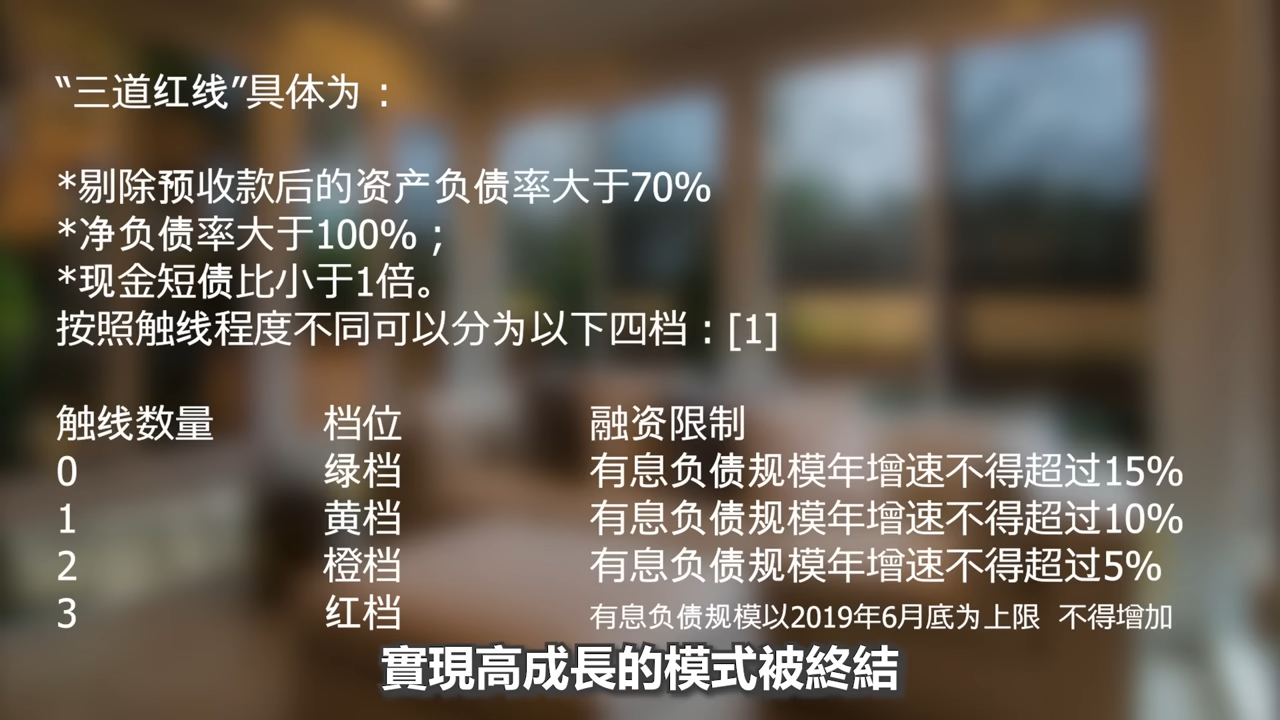 “三道红线”具体为：
*剔除预收款后的资产负债率大于70%
*净负债率大于100%；
*现金短债比小于1倍。
按照触线程度不同可以分为以下四档：[1]
触线数量 档位 融资限制
0 绿档 有息负债规模年增速不得超过15%
1 黄档 有息负债规模年增速不得超过10%
2 橙档 有息负债规模年增速不得超过5%
3 红档 有息负债规模以2019年6月底为上限 不得增加
實現高成長的模式被終結